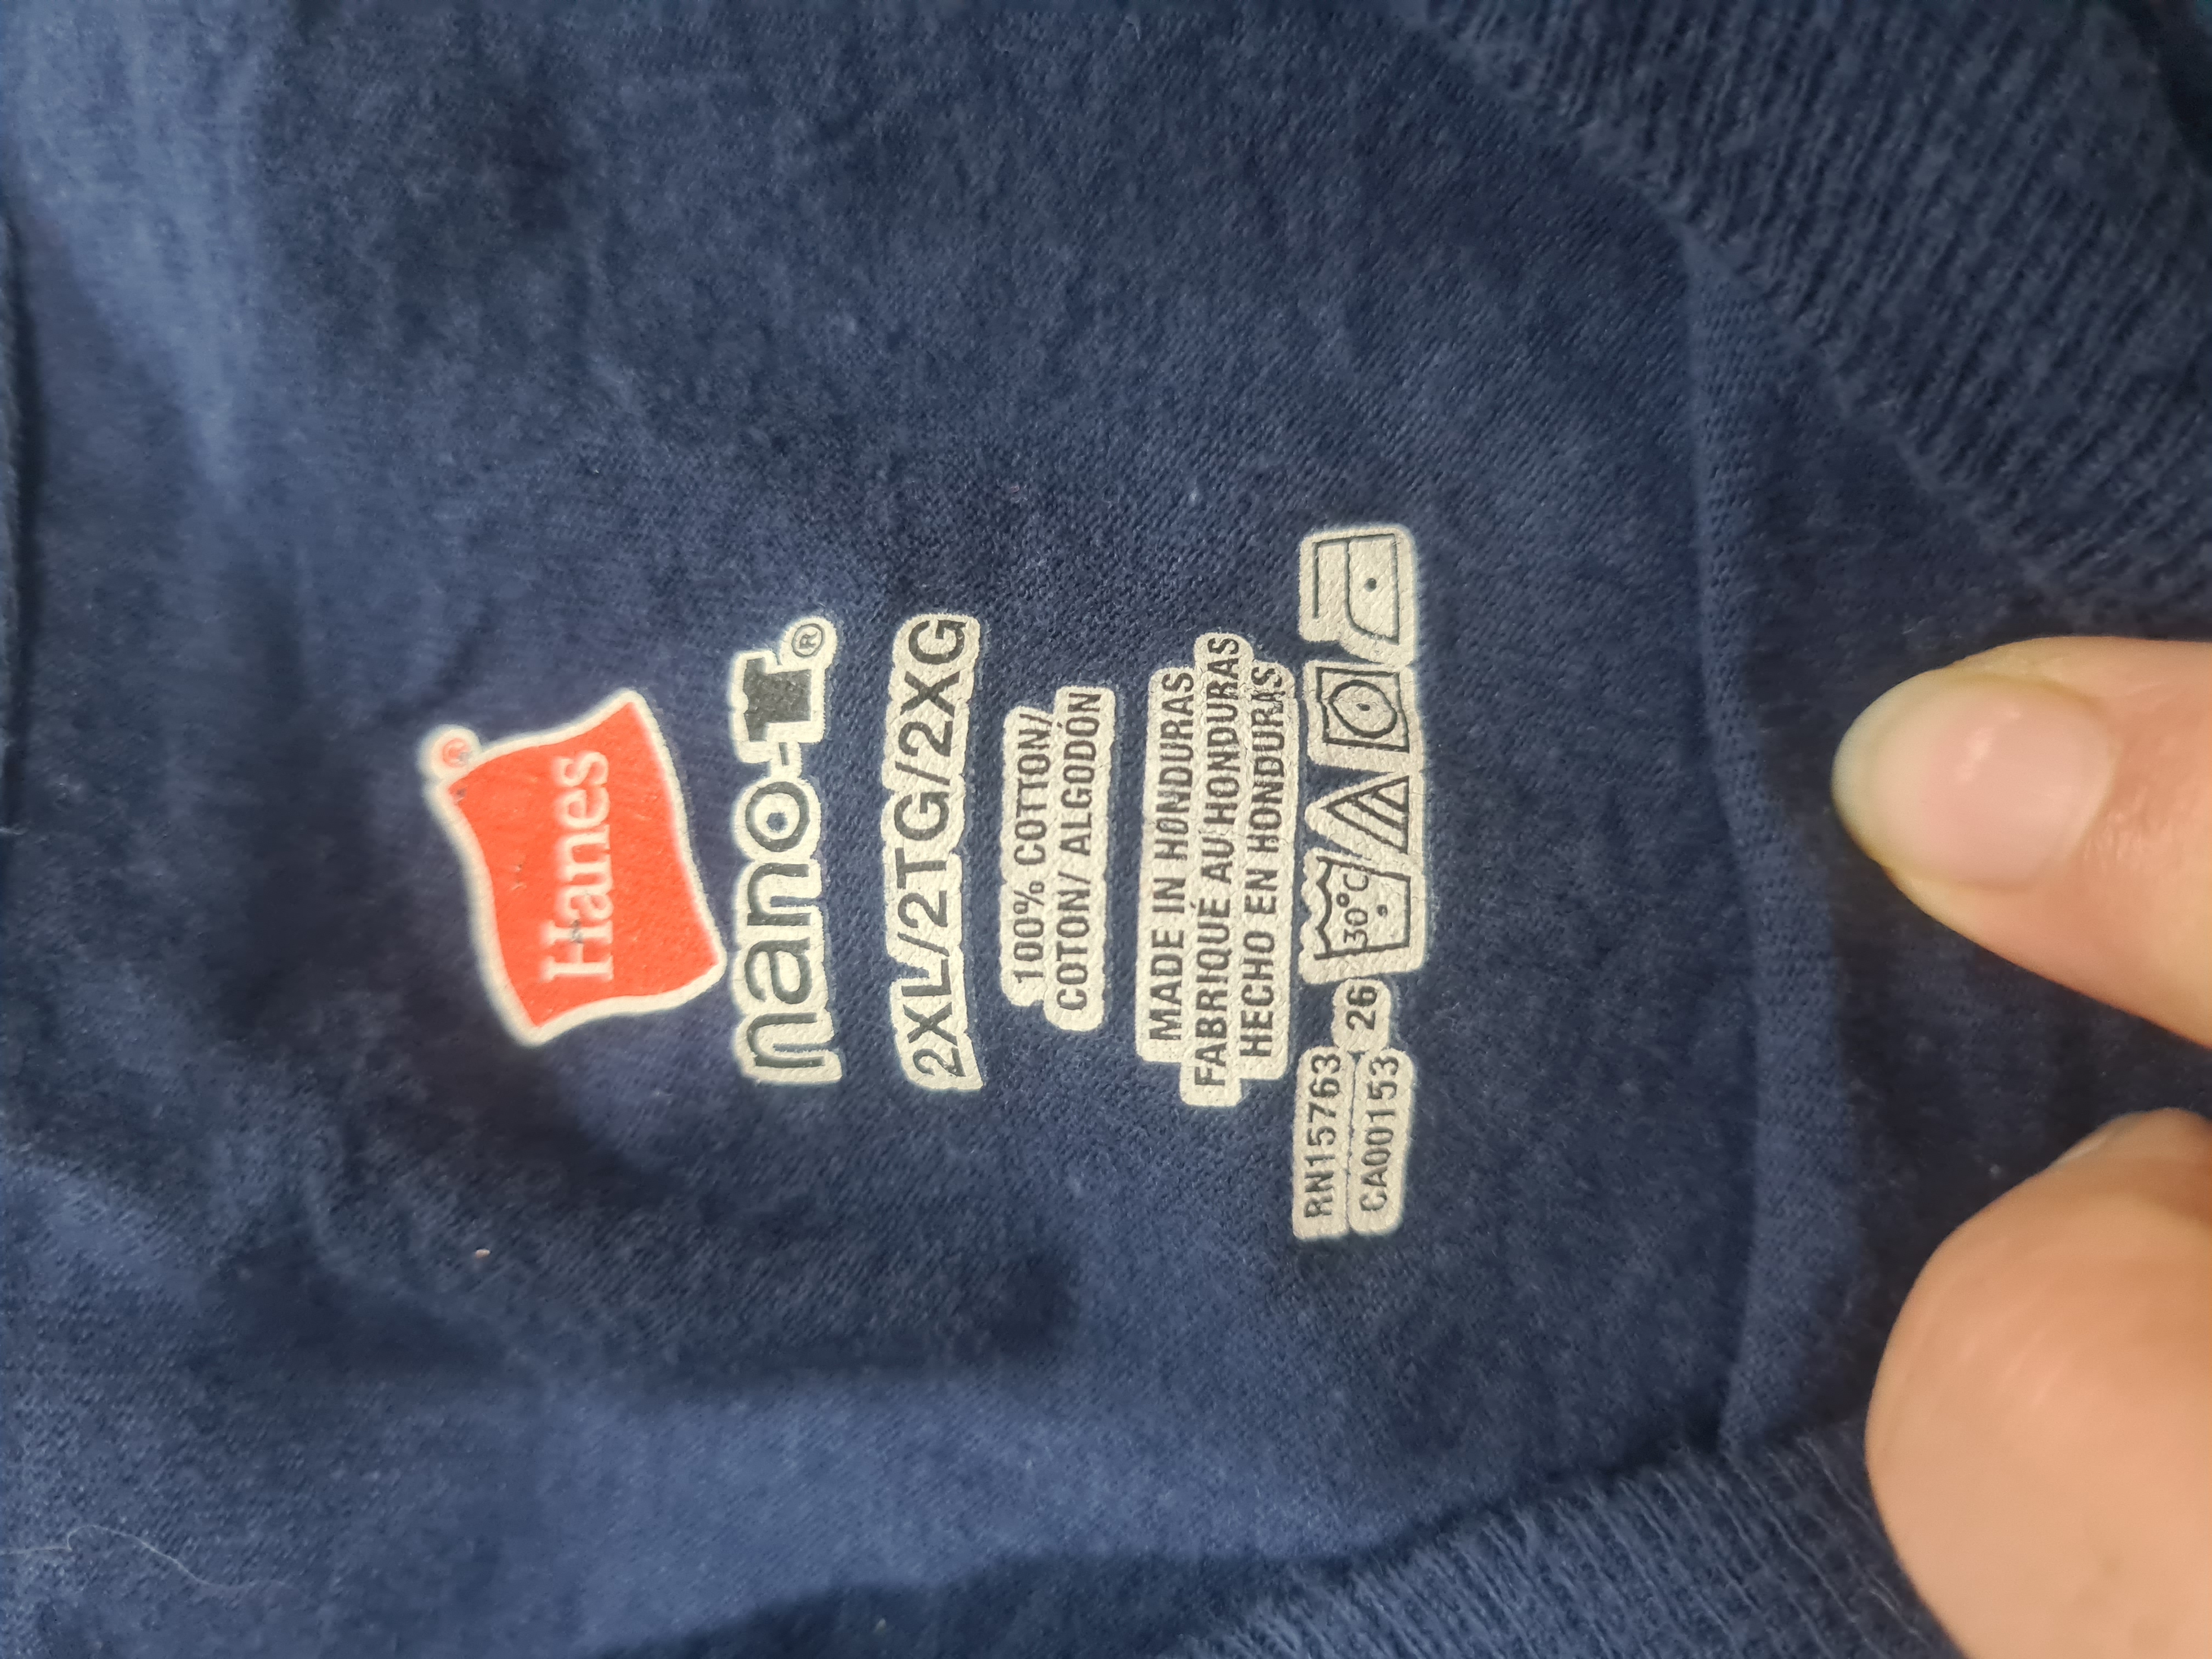 Hanes®
nano-T®
2XL/2TG/2XG
100% COTTON/
COTON/ ALGODÓN
MADE IN HONDURAS
FABRIQUÉ AU HONDURAS
HECHO EN HONDURAS
RN15763
CA00153
26
30°C